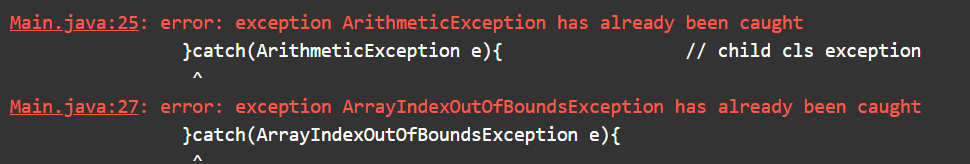 Main.java:25: error: exception ArithmeticException has already been caught
}catch(ArithmeticException e){ // child cls exception
^
Main.java:27: error: exception ArrayIndexOutOfBoundsException has already been caught
}catch(ArrayIndexOutOfBoundsException e){
^